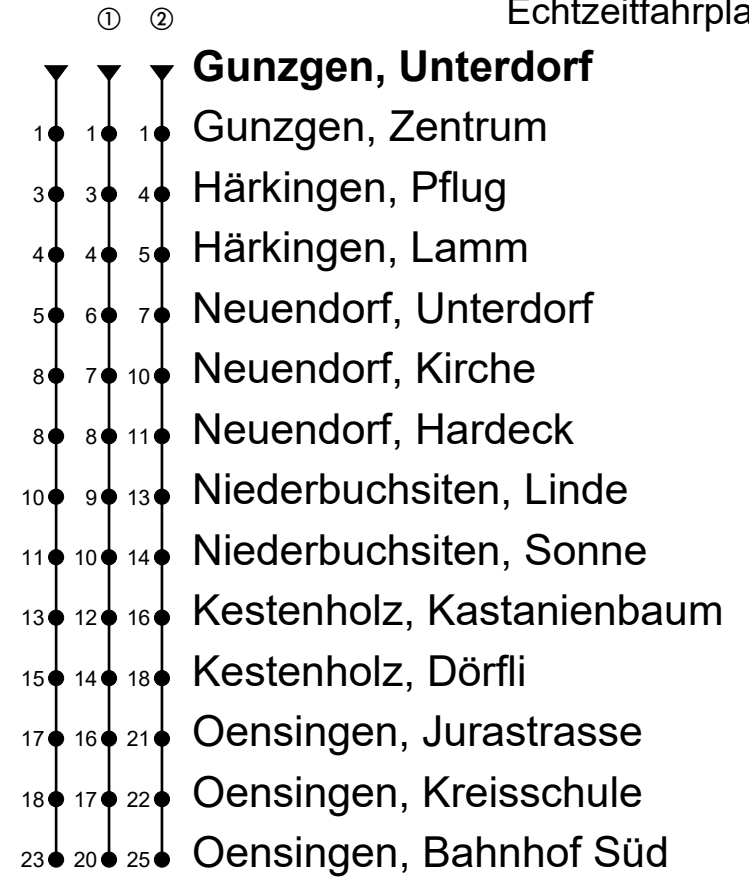 Echtzeitfahrpla
① ②
Gunzgen, Unterdorf
1 1 1 Gunzgen, Zentrum
3 3 4 Härkingen, Pflug
4 4 5 Härkingen, Lamm
5 6 7 Neuendorf, Unterdorf
8 7 10 Neuendorf, Kirche
8 8 11 Neuendorf, Hardeck
10 9 13 Niederbuchsiten, Linde
11 10 14 Niederbuchsiten, Sonne
13 12 16 Kestenholz, Kastanienbaum
15 14 18 Kestenholz, Dörfli
17 16 21 Oensingen, Jurastrasse
18 17 22 Oensingen, Kreisschule
23 20 25 Oensingen, Bahnhof Süd